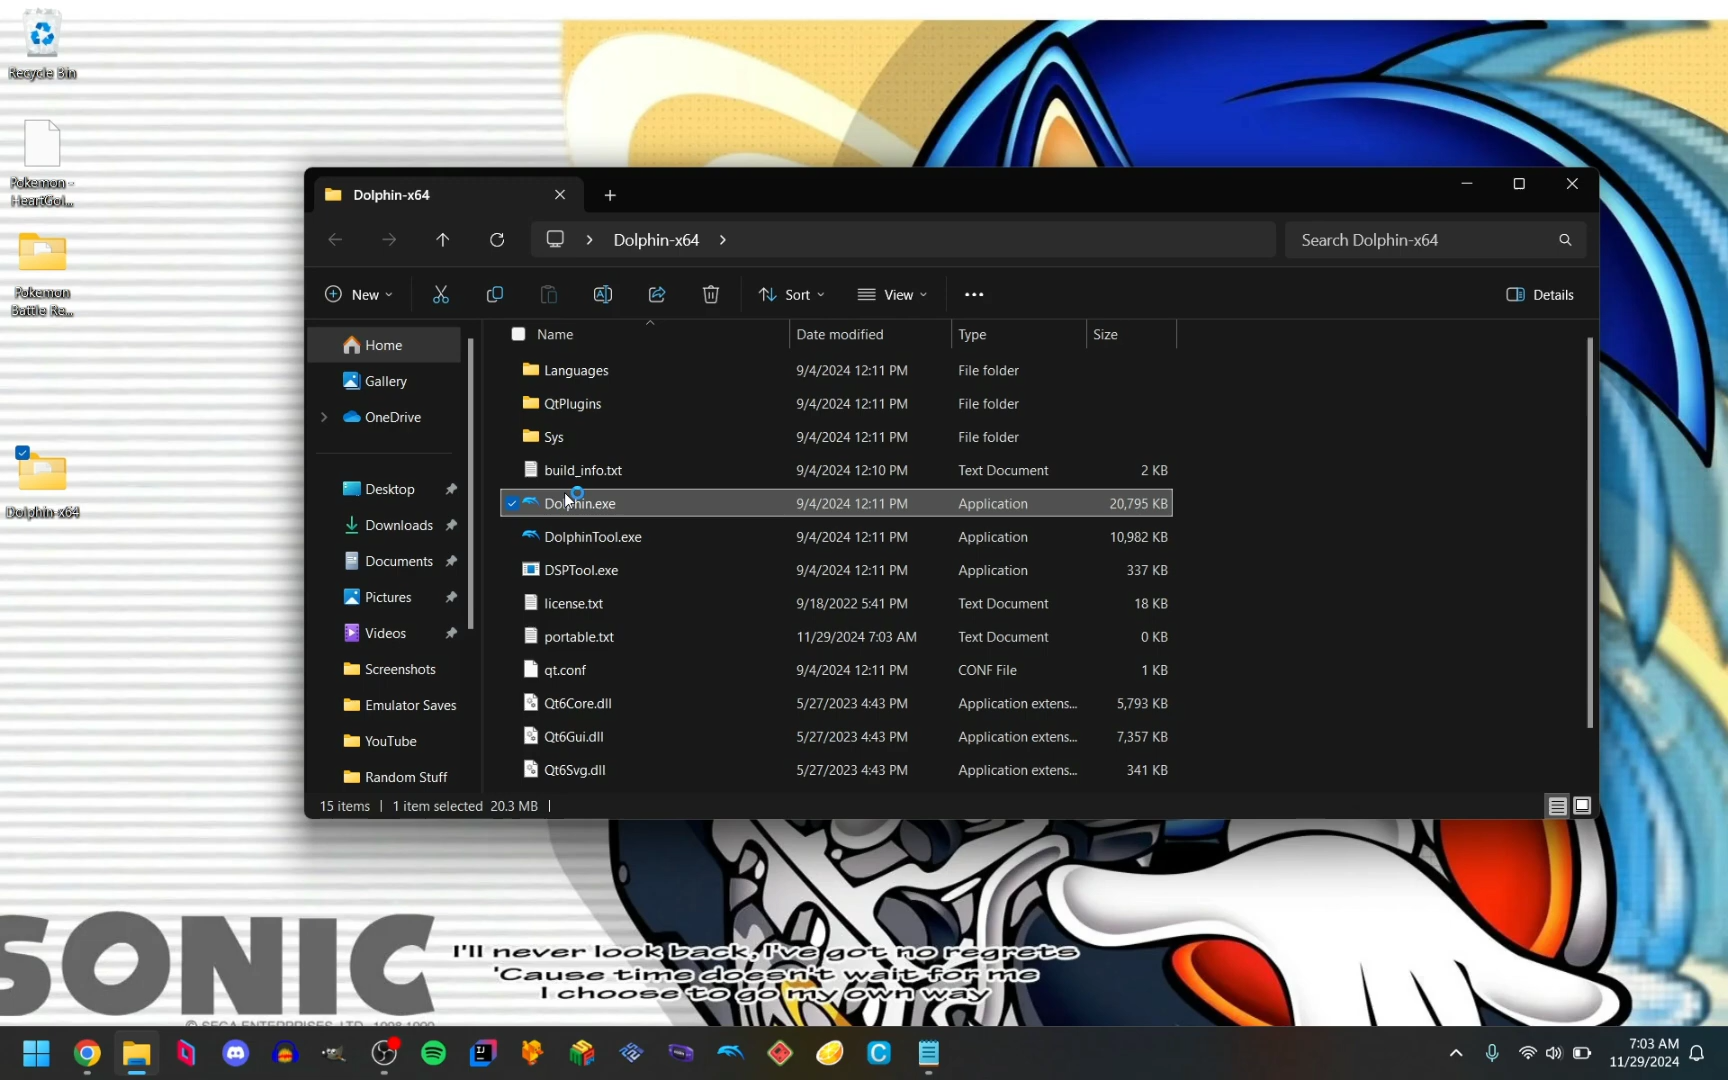 Recycle Bin
Pokemon -
HeartGol...
Pokemon
Battle Re...
Dolphin-x64
Dolphin-x64
Dolphin-x64
Search Dolphin-x64
New
Sort
View
Details
Name
Date modified
Type
Size
Home
Gallery
OneDrive
Desktop
Downloads
Documents
Pictures
Videos
Screenshots
Emulator Saves
YouTube
Random Stuff
Languages 9/4/2024 12:11 PM File folder
QtPlugins 9/4/2024 12:11 PM File folder
Sys 9/4/2024 12:11 PM File folder
build_info.txt 9/4/2024 12:10 PM Text Document 2 KB
Dolphin.exe 9/4/2024 12:11 PM Application 20,795 KB
DolphinTool.exe 9/4/2024 12:11 PM Application 10,982 KB
DSPTool.exe 9/4/2024 12:11 PM Application 337 KB
license.txt 9/18/2022 5:41 PM Text Document 18 KB
portable.txt 11/29/2024 7:03 AM Text Document 0 KB
qt.conf 9/4/2024 12:11 PM CONF File 1 KB
Qt6Core.dll 5/27/2023 4:43 PM Application extens... 5,793 KB
Qt6Gui.dll 5/27/2023 4:43 PM Application extens... 7,357 KB
Qt6Svg.dll 5/27/2023 4:43 PM Application extens... 341 KB
15 items | 1 item selected 20.3 MB |
SONIC
I'll never look back, I've got no regrets
'Cause time doesn't wait for me
I choose to go my own way
7:03 AM
11/29/2024